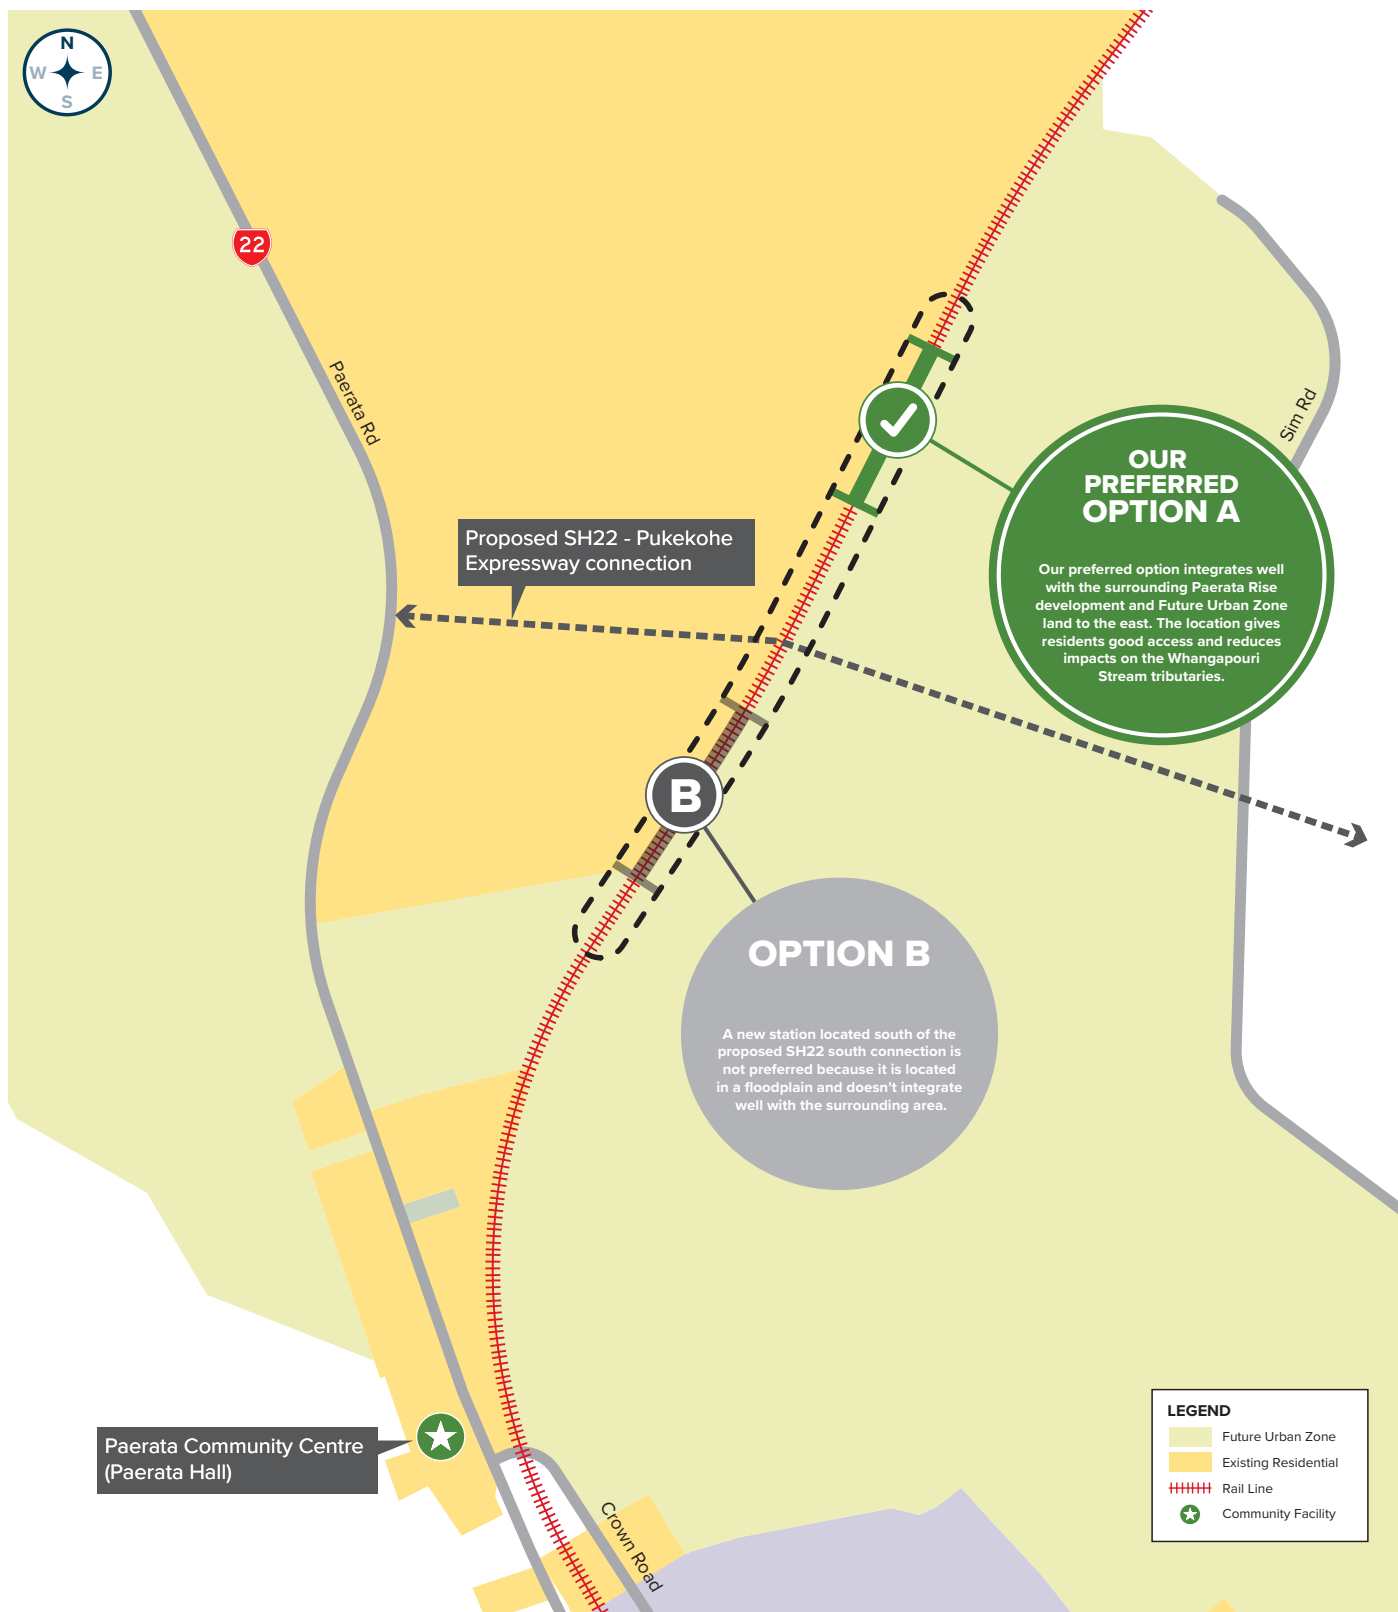 N
W E
S
22
Paerata Rd
Sim Rd
OUR
PREFERRED
OPTION A
Our preferred option integrates well
with the surrounding Paerata Rise
development and Future Urban Zone
land to the east. The location gives
residents good access and reduces
impacts on the Whangapouri
Stream tributaries.
Proposed SH22 - Pukekohe
Expressway connection
B
OPTION B
A new station located south of the
proposed SH22 south connection is
not preferred because it is located
in a floodplain and doesn't integrate
well with the surrounding area.
Paerata Community Centre
(Paerata Hall)
Crown Road
LEGEND
Future Urban Zone
Existing Residential
Rail Line
Community Facility